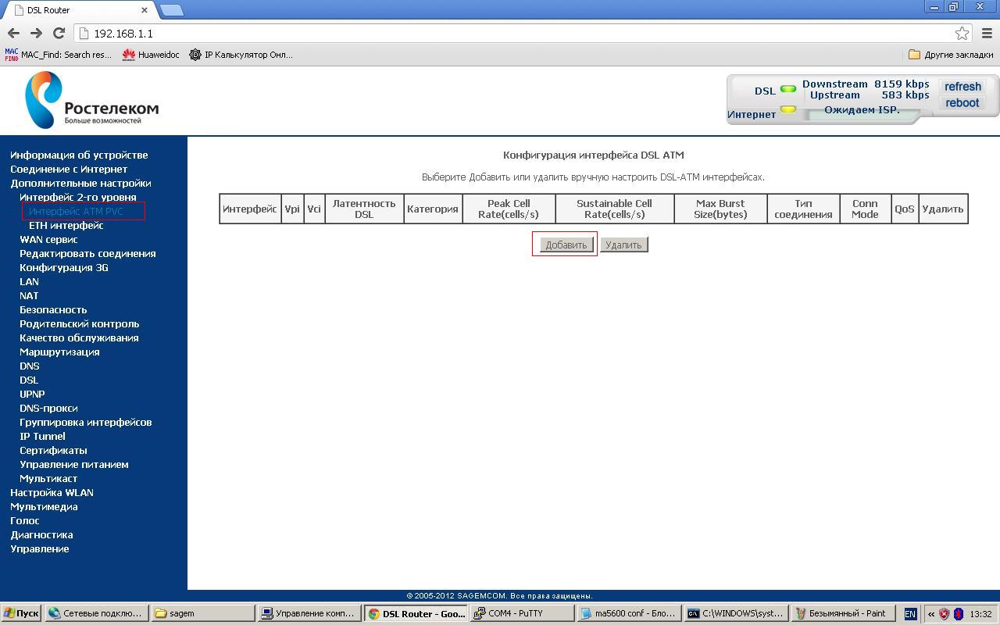 DSL Router
192.168.1.1
MAC FIND MAC_Find: Search res... Huaweidoc IP Калькулятор Онл... Другие закладки
Ростелеком
Больше возможностей
DSL Downstream 8159 kbps
Upstream 583 kbps
Интернет Ожидаем ISP.
refresh
reboot
Информация об устройстве
Соединение с Интернет
Дополнительные настройки
Интерфейс 2-го уровня
Интерфейс ATM PVC
ETH интерфейс
WAN сервис
Редактировать соединения
Конфигурация 3G
LAN
NAT
Безопасность
Родительский контроль
Качество обслуживания
Маршрутизация
DNS
DSL
UPNP
DNS-прокси
Группировка интерфейсов
IP Tunnel
Сертификаты
Управление питанием
Мультикаст
Настройка WLAN
Мультимедиа
Голос
Диагностика
Управление
Конфигурация интерфейса DSL ATM
Выберите Добавить или удалить вручную настроить DSL-ATM интерфейсах.
Интерфейс Vpi Vci Латентность DSL Категория Peak Cell Rate(cells/s) Sustainable Cell Rate(cells/s) Max Burst Size(bytes) Тип соединения Conn Mode QoS Удалить
Добавить Удалить
© 2005-2012 SAGEMCOM. Все права защищены.
Пуск Сетевые подклю... sagem Управление комп... DSL Router - Goo... COM4 - PuTTY ma5600 conf - Бло... C:\WINDOWS\syst... Безымянный - Paint EN « 13:32